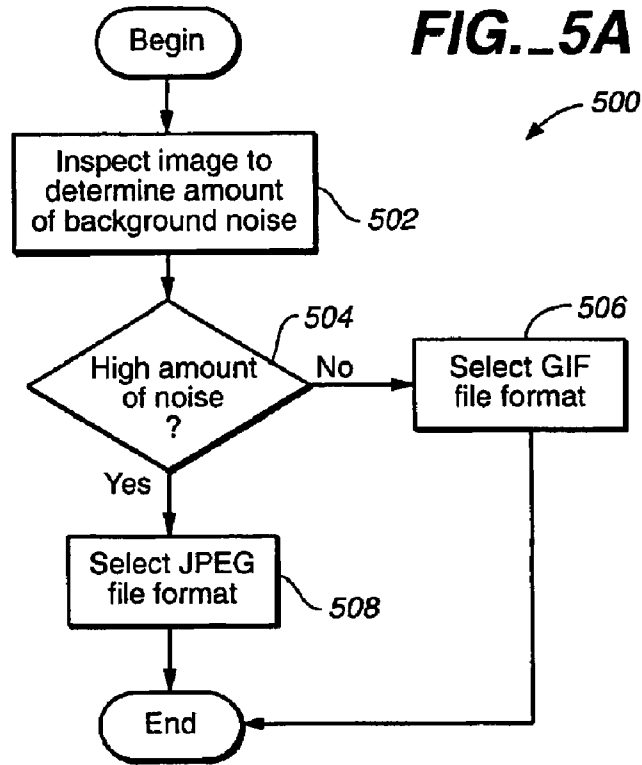 FIG._5A
Begin
500
Inspect image to
determine amount
of background noise
502
504
High amount
of noise
?
No
506
Select GIF
file format
Yes
Select JPEG
file format
508
End